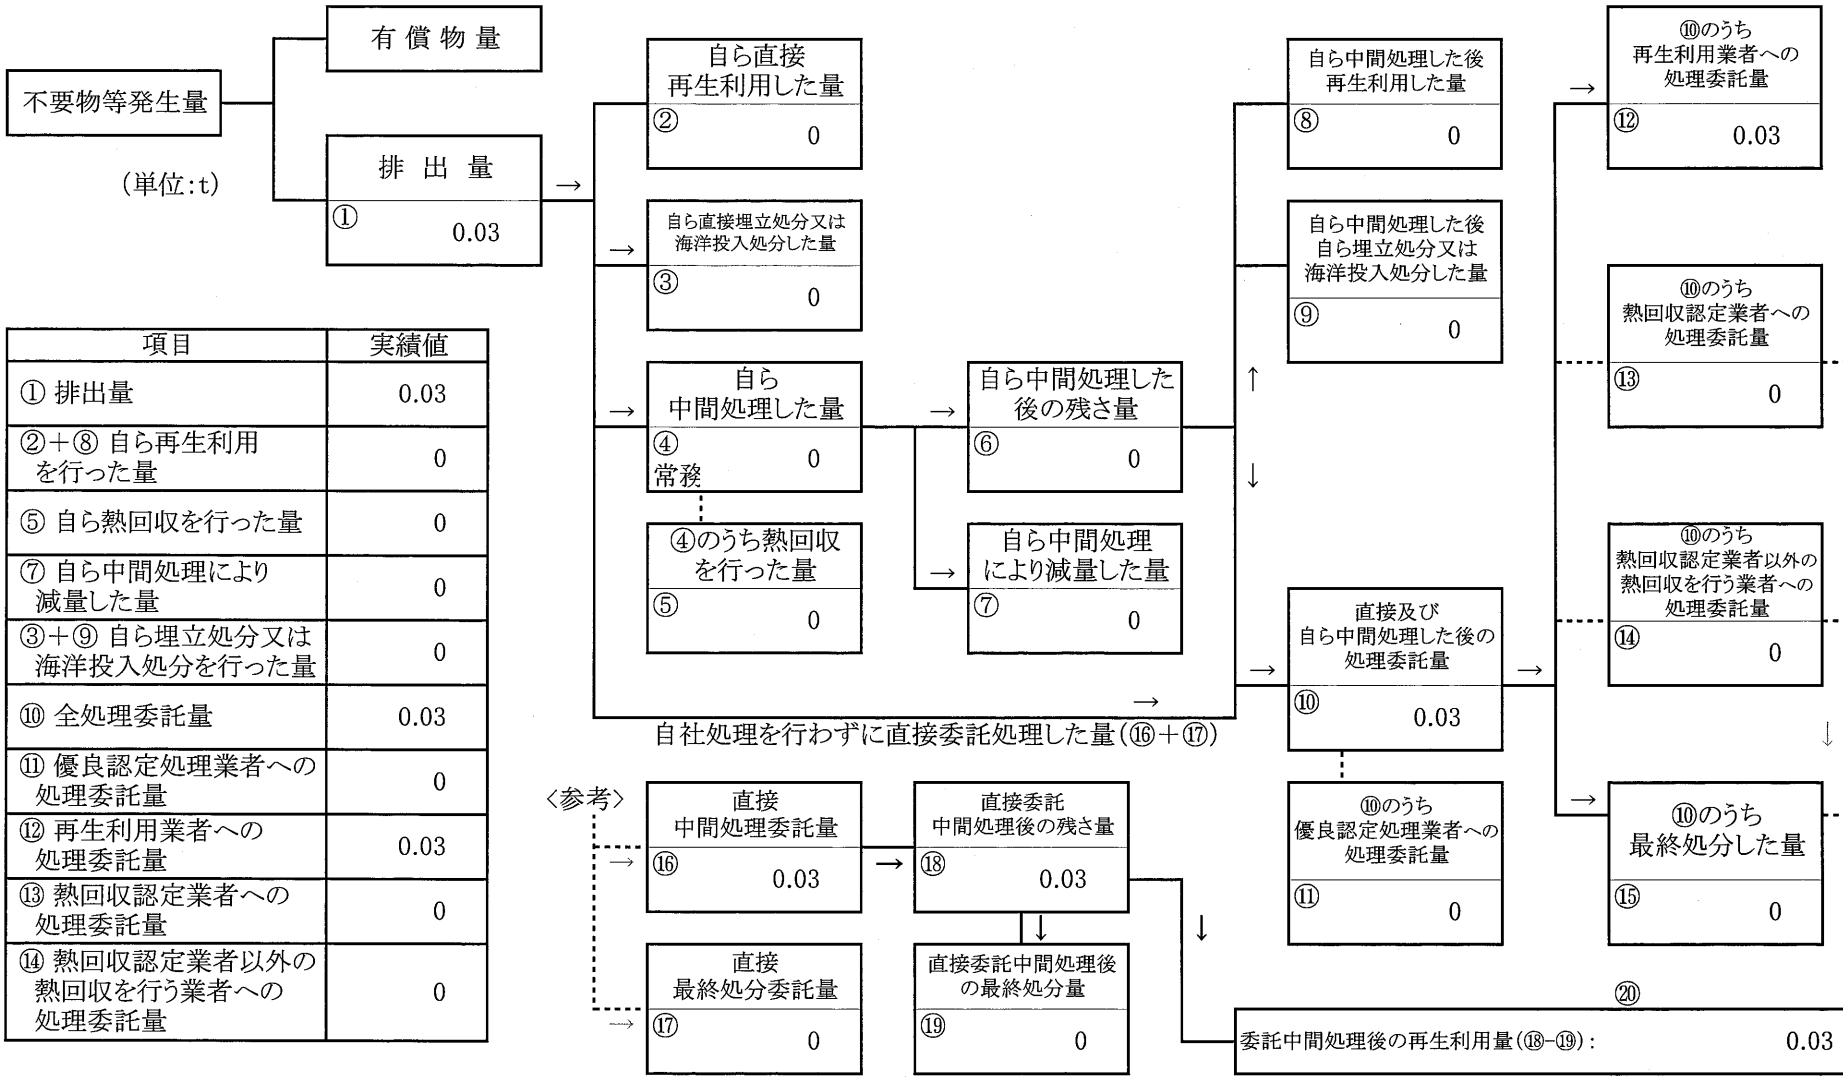 不要物等発生量
(単位:t)
有償物量
排出量
①
0.03
自ら直接
再生利用した量
②
0
自ら直接埋立処分又は
海洋投入処分した量
③
0
自ら
中間処理した量
④
0
常務
④のうち熱回収
を行った量
⑤
0
自ら中間処理した
後の残さ量
⑥
0
自ら中間処理
により減量した量
⑦
0
自ら中間処理した後
再生利用した量
⑧
0
自ら中間処理した後
自ら埋立処分又は
海洋投入処分した量
⑨
0
直接及び
自ら中間処理した後の
処理委託量
⑩
0.03
⑩のうち
優良認定処理業者への
処理委託量
⑪
0
⑩のうち
再生利用業者への
処理委託量
⑫
0.03
⑩のうち
熱回収認定業者への
処理委託量
⑬
0
⑩のうち
熱回収認定業者以外の
熱回収を行う業者への
処理委託量
⑭
0
⑩のうち
最終処分した量
⑮
0
自社処理を行わずに直接委託処理した量(⑯+⑰)
〈参考〉
直接
中間処理委託量
⑯
0.03
直接
最終処分委託量
⑰
0
直接委託
中間処理後の残さ量
⑱
0.03
直接委託中間処理後
の最終処分量
⑲
0
⑳
委託中間処理後の再生利用量(⑱-⑲): 0.03
項目 実績値
① 排出量 0.03
②+⑧ 自ら再生利用
を行った量 0
⑤ 自ら熱回収を行った量 0
⑦ 自ら中間処理により
減量した量 0
③+⑨ 自ら埋立処分又は
海洋投入処分を行った量 0
⑩ 全処理委託量 0.03
⑪ 優良認定処理業者への
処理委託量 0
⑫ 再生利用業者への
処理委託量 0.03
⑬ 熱回収認定業者への
処理委託量 0
⑭ 熱回収認定業者以外の
熱回収を行う業者への
処理委託量 0